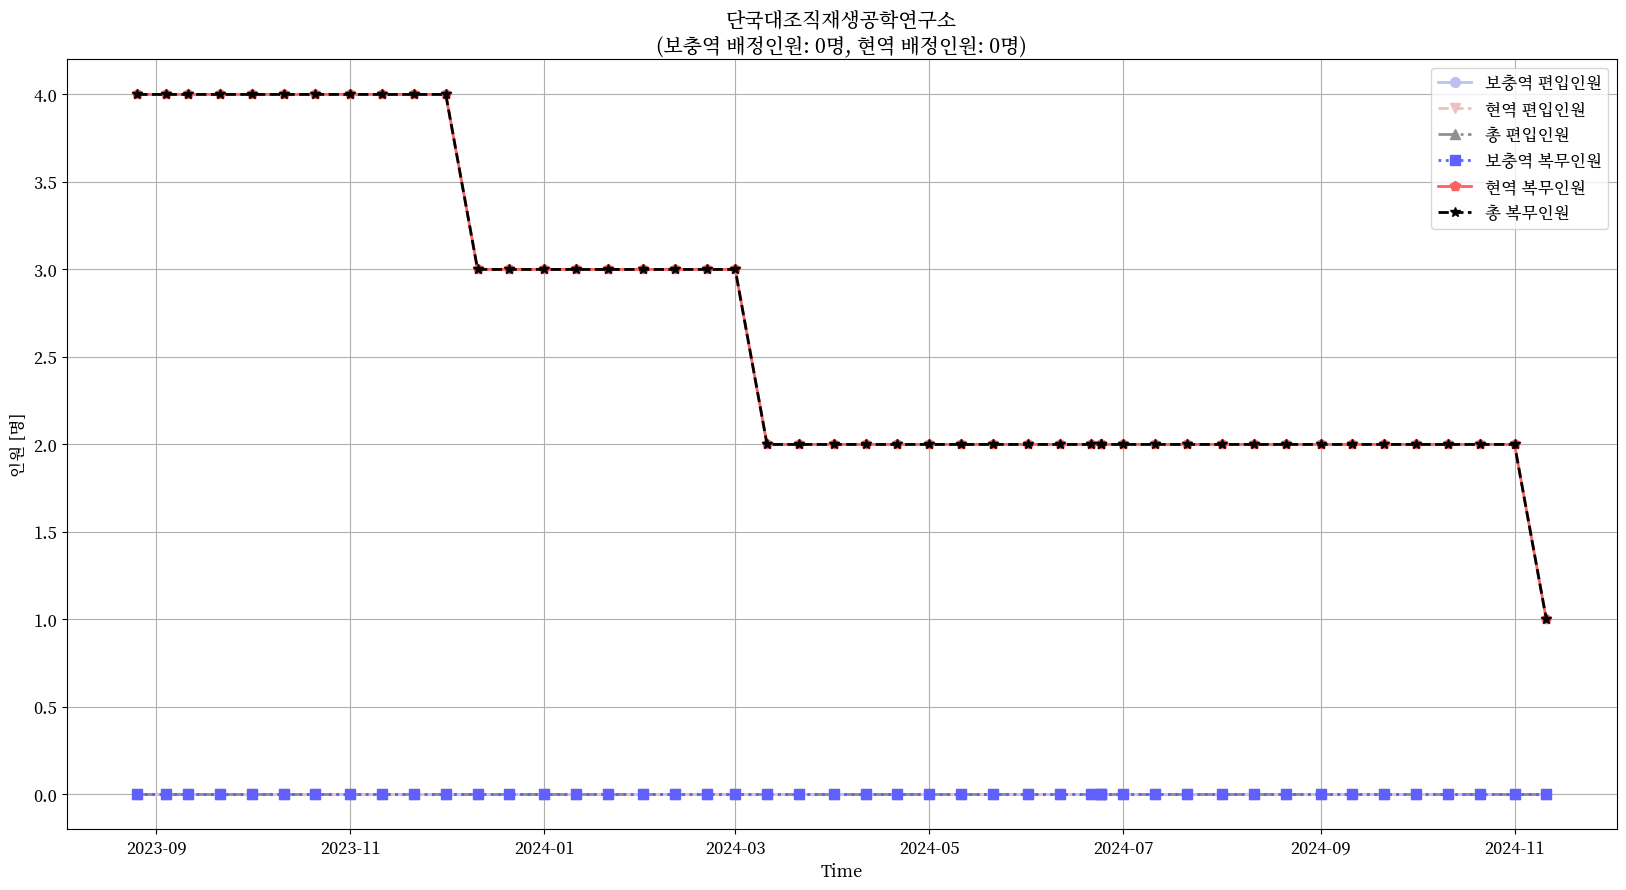 단국대조직재생공학연구소
(보충역 배정인원: 0명, 현역 배정인원: 0명)
보충역 편입인원
현역 편입인원
총 편입인원
보충역 복무인원
현역 복무인원
총 복무인원
인원 [명]
4.0
3.5
3.0
2.5
2.0
1.5
1.0
0.5
0.0
2023-09
2023-11
2024-01
2024-03
2024-05
2024-07
2024-09
2024-11
Time